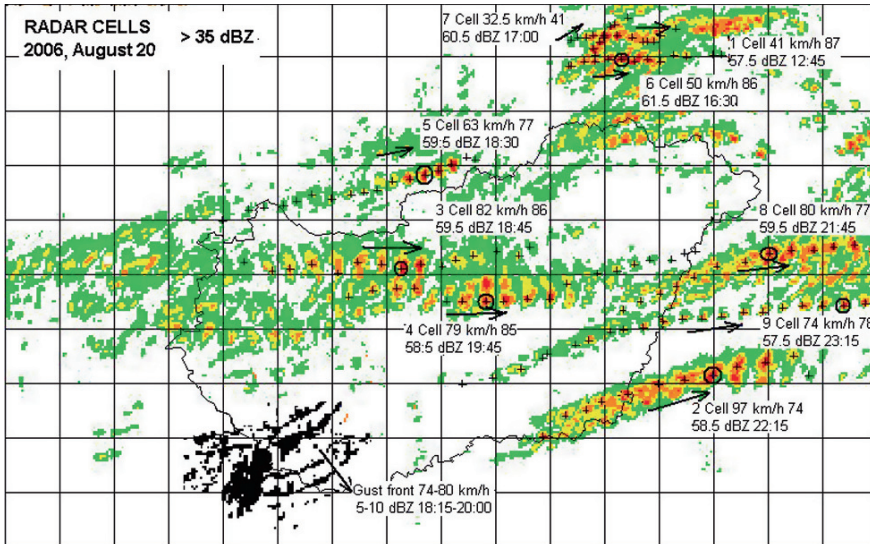 RADAR CELLS
2006, August 20 > 35 dBZ
7 Cell 32.5 km/h 41
60.5 dBZ 17:00
1 Cell 41 km/h 87
57.5 dBZ 12:45
6 Cell 50 km/h 86
61.5 dBZ 16:30
5 Cell 63 km/h 77
59:5 dBZ 18:30
3 Cell 82 km/h 86
59.5 dBZ 18:45
8 Cell 80 km/h 77
59.5 dBZ 21:45
4 Cell 79 km/h 85
58:5 dBZ 19:45
9 Cell 74 km/h 78
57.5 dBZ 23:15
2 Cell 97 km/h 74
58.5 dBZ 22:15
Gust front 74-80 km/h
5-10 dBZ 18:15-20:00